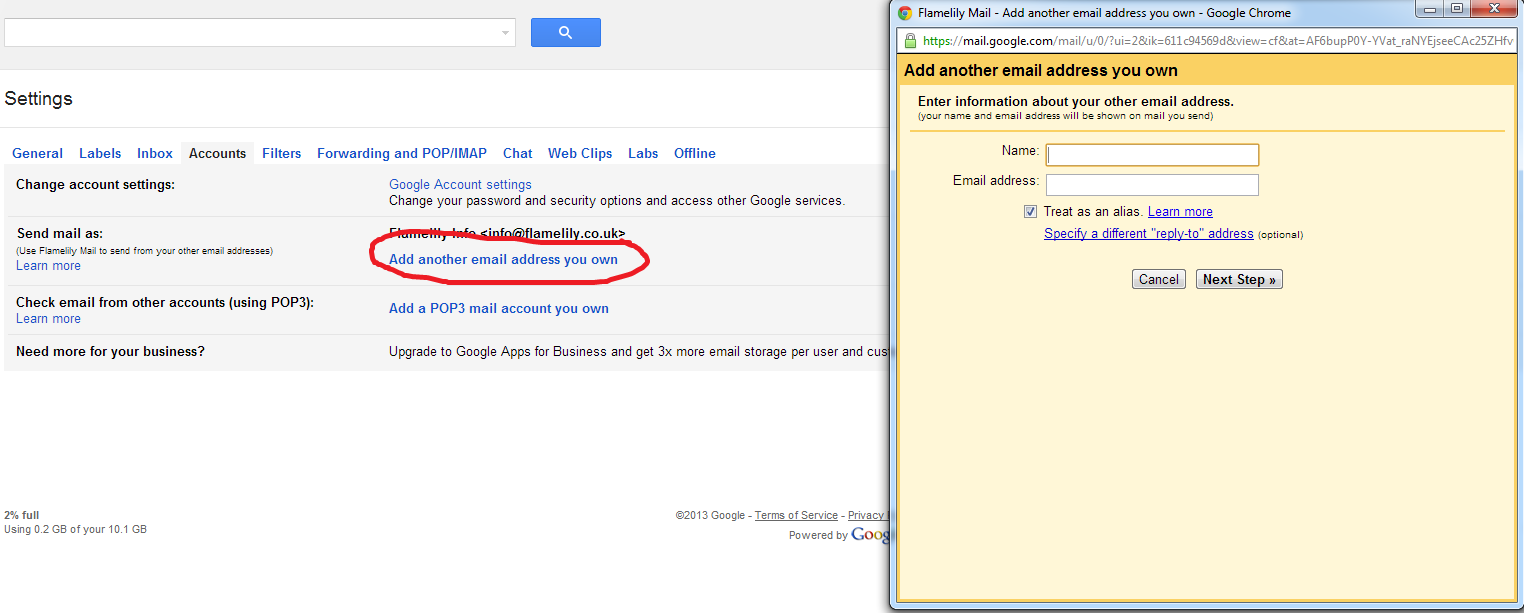 Settings
General Labels Inbox Accounts Filters Forwarding and POP/IMAP Chat Web Clips Labs Offline
Change account settings:
Google Account settings
Change your password and security options and access other Google services.
Send mail as:
(Use Flamelily Mail to send from your other email addresses)
Learn more
Flamelily Info <info@flamelily.co.uk>
Add another email address you own
Check email from other accounts (using POP3):
Learn more
Add a POP3 mail account you own
Need more for your business?
Upgrade to Google Apps for Business and get 3x more email storage per user and cus
2% full
Using 0.2 GB of your 10.1 GB
©2013 Google - Terms of Service - Privacy
Powered by Goog
Flamelily Mail - Add another email address you own - Google Chrome
https://mail.google.com/mail/u/0/?ui=2&ik=611c94569d&view=cf&at=AF6bupP0Y-YVat_raNYEjseeCAc25ZHfv
Add another email address you own
Enter information about your other email address.
(your name and email address will be shown on mail you send)
Name:
Email address:
Treat as an alias. Learn more
Specify a different "reply-to" address (optional)
Cancel Next Step »